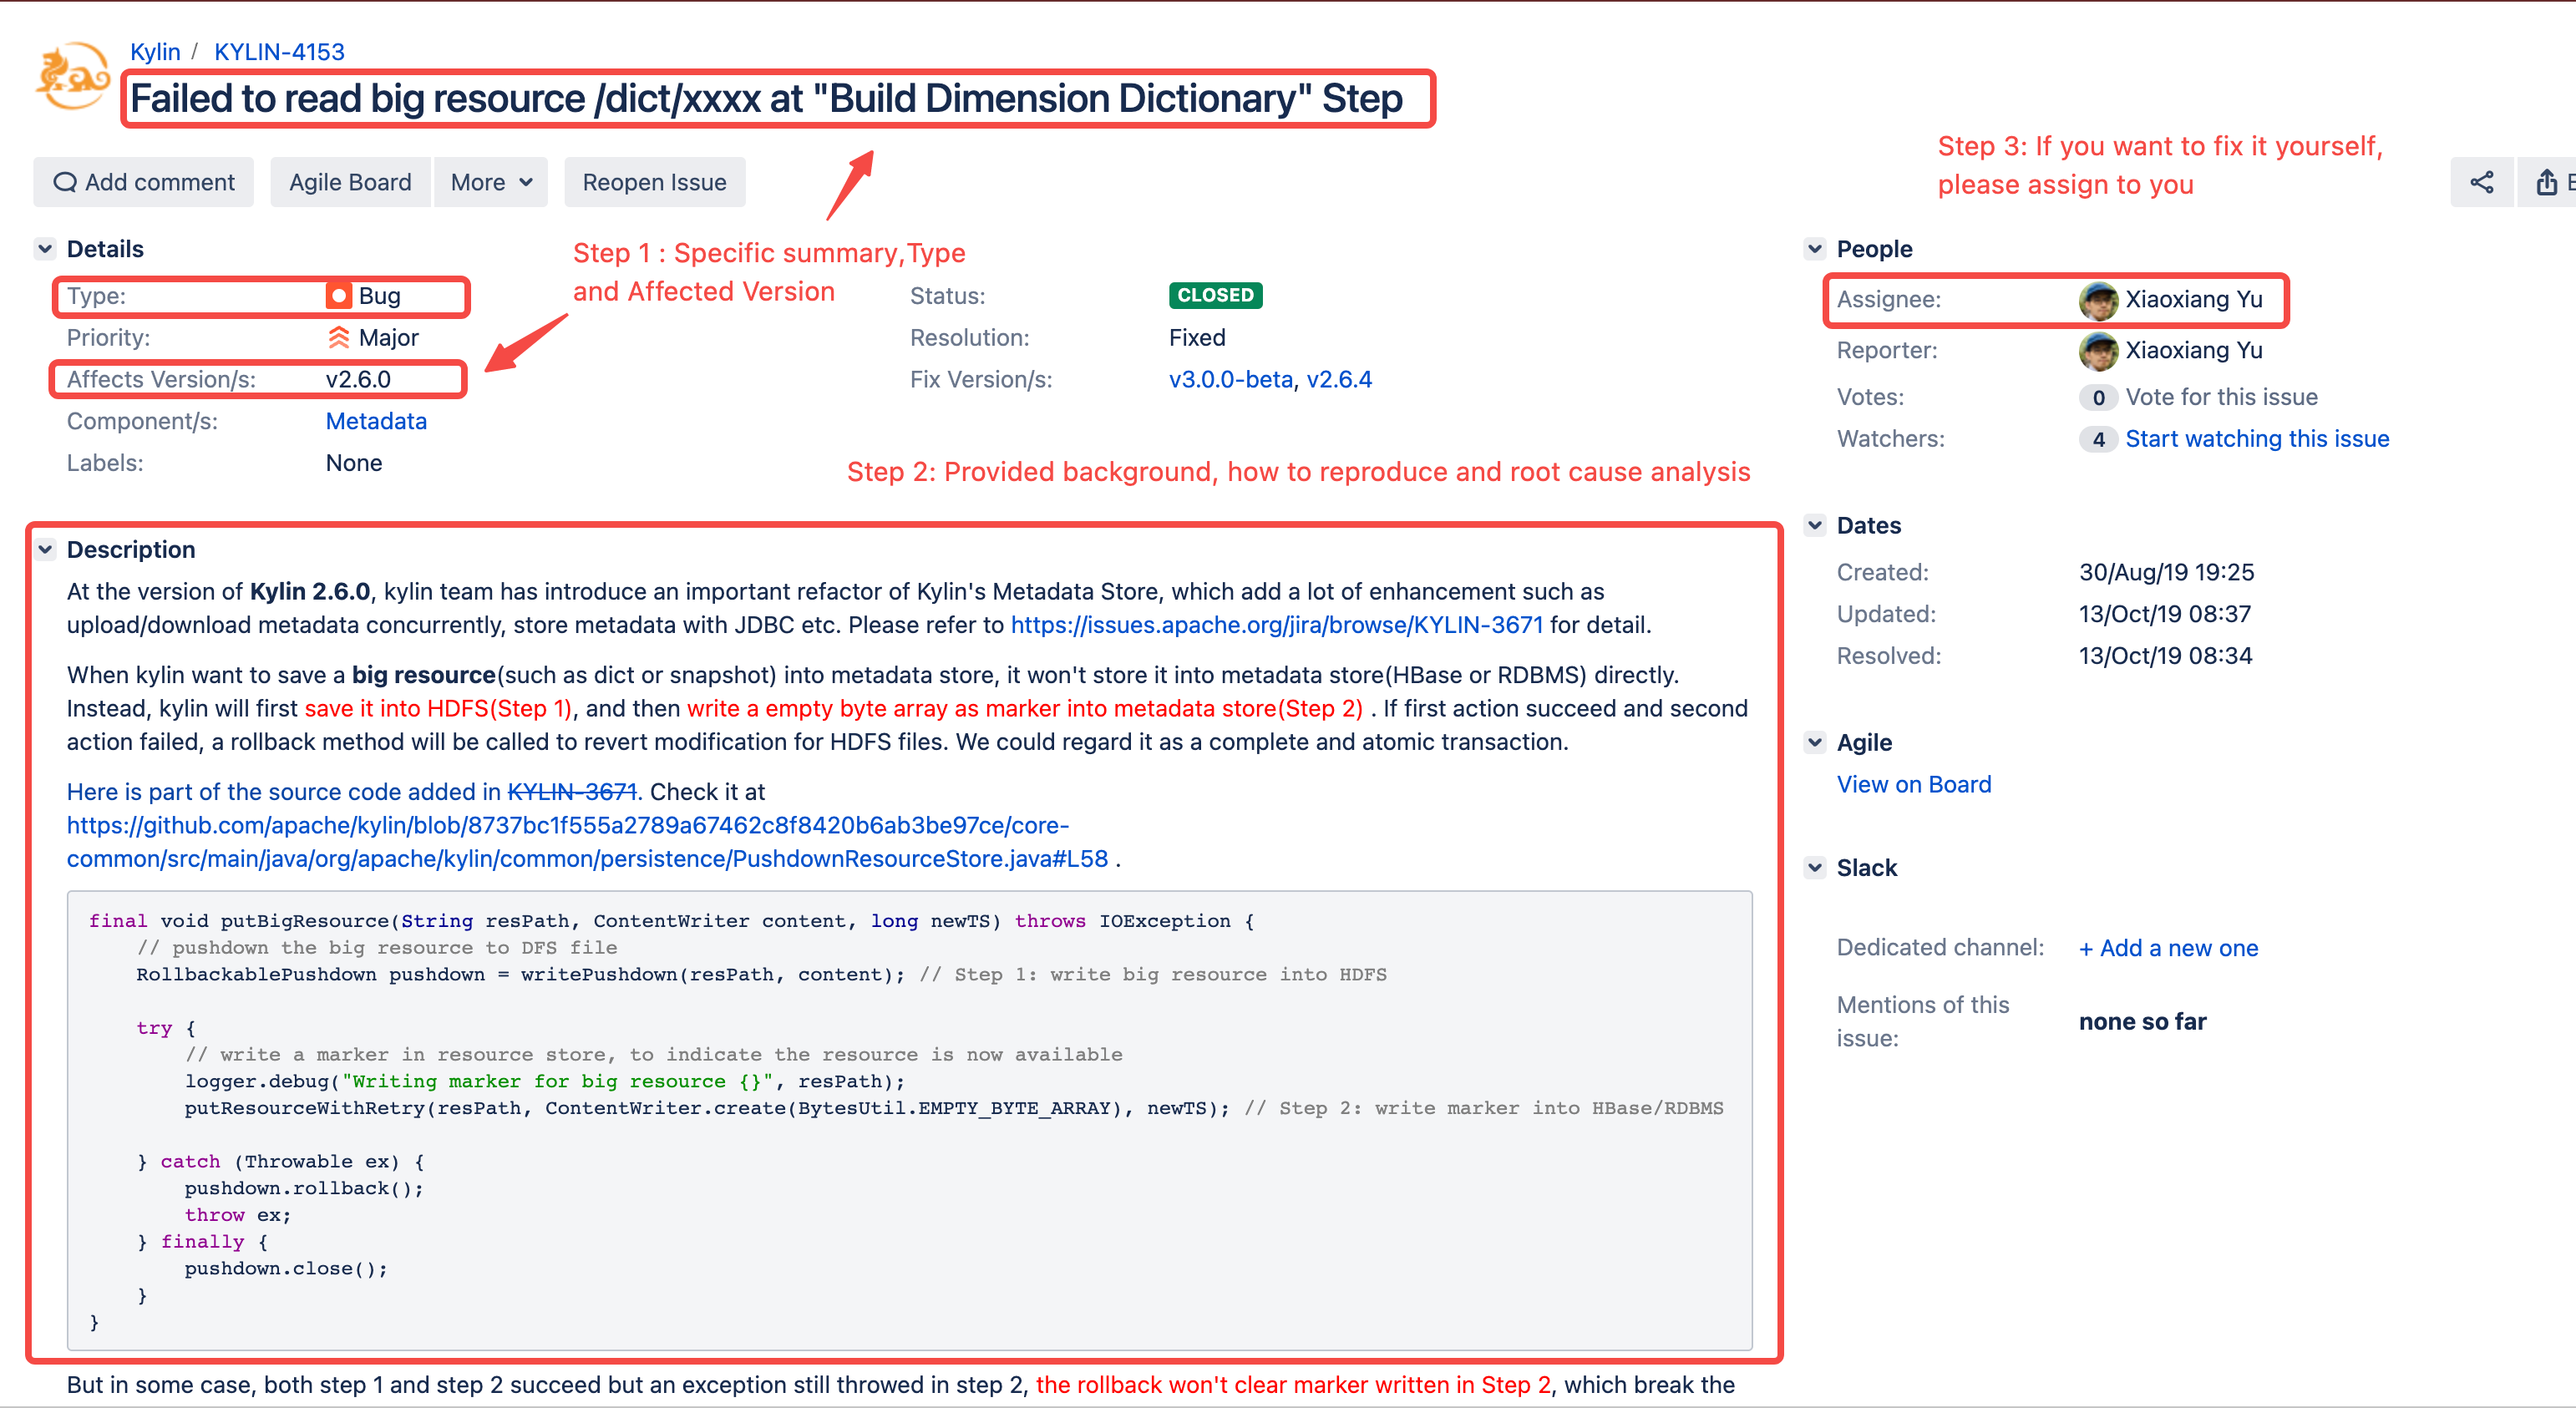 Kylin / KYLIN-4153
Failed to read big resource /dict/xxxx at "Build Dimension Dictionary" Step
Step 3: If you want to fix it yourself,
please assign to you
Add comment
Agile Board
More
Reopen Issue
Step 1 : Specific summary,Type
and Affected Version
Details
Type: Bug
Priority: Major
Affects Version/s: v2.6.0
Component/s: Metadata
Labels: None
Status: CLOSED
Resolution: Fixed
Fix Version/s: v3.0.0-beta, v2.6.4
Step 2: Provided background, how to reproduce and root cause analysis
Description
At the version of Kylin 2.6.0, kylin team has introduce an important refactor of Kylin's Metadata Store, which add a lot of enhancement such as
upload/download metadata concurrently, store metadata with JDBC etc. Please refer to https://issues.apache.org/jira/browse/KYLIN-3671 for detail.
When kylin want to save a big resource(such as dict or snapshot) into metadata store, it won't store it into metadata store(HBase or RDBMS) directly.
Instead, kylin will first save it into HDFS(Step 1), and then write a empty byte array as marker into metadata store(Step 2) . If first action succeed and second
action failed, a rollback method will be called to revert modification for HDFS files. We could regard it as a complete and atomic transaction.
Here is part of the source code added in KYLIN-3671. Check it at
https://github.com/apache/kylin/blob/8737bc1f555a2789a67462c8f8420b6ab3be97ce/core-
common/src/main/java/org/apache/kylin/common/persistence/PushdownResourceStore.java#L58 .
final void putBigResource(String resPath, ContentWriter content, long newTS) throws IOException {
// pushdown the big resource to DFS file
RollbackablePushdown pushdown = writePushdown(resPath, content); // Step 1: write big resource into HDFS
try {
// write a marker in resource store, to indicate the resource is now available
logger.debug("Writing marker for big resource {}", resPath);
putResourceWithRetry(resPath, ContentWriter.create(BytesUtil.EMPTY_BYTE_ARRAY), newTS); // Step 2: write marker into HBase/RDBMS
} catch (Throwable ex) {
pushdown.rollback();
throw ex;
} finally {
pushdown.close();
}
}
But in some case, both step 1 and step 2 succeed but an exception still throwed in step 2, the rollback won't clear marker written in Step 2, which break the
People
Assignee: Xiaoxiang Yu
Reporter: Xiaoxiang Yu
Votes: 0 Vote for this issue
Watchers: 4 Start watching this issue
Dates
Created: 30/Aug/19 19:25
Updated: 13/Oct/19 08:37
Resolved: 13/Oct/19 08:34
Agile
View on Board
Slack
Dedicated channel: + Add a new one
Mentions of this
issue: none so far